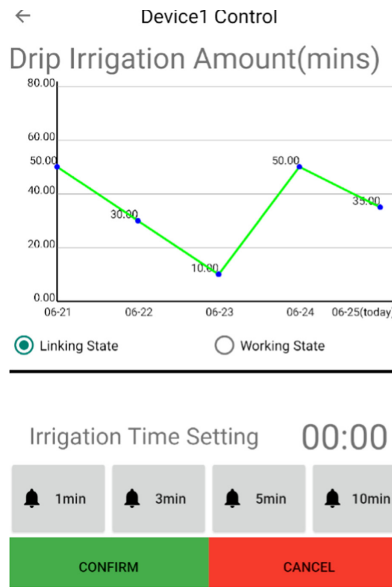 Device1 Control
Drip Irrigation Amount(mins)
80.00
60.00
50.00
50.00
40.00
35.00
30.00
20.00
10.00
0.00
06-21 06-22 06-23 06-24 06-25(today)
Linking State Working State
Irrigation Time Setting 00:00
1min 3min 5min 10min
CONFIRM CANCEL